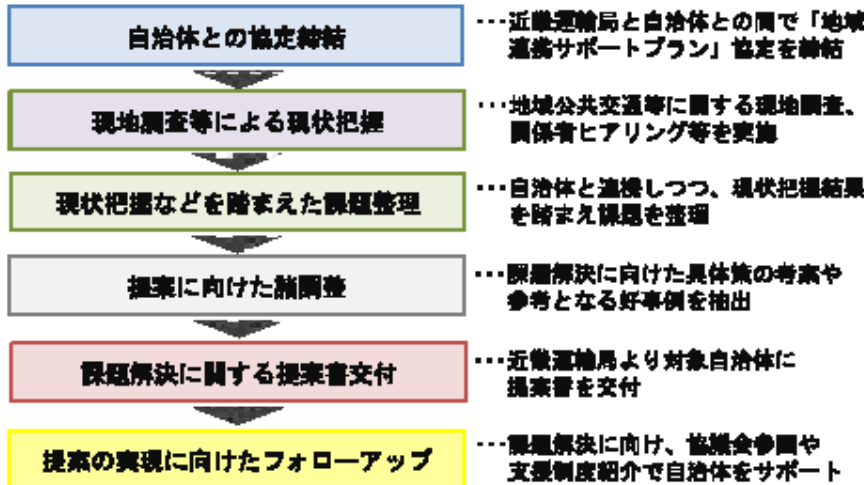 自治体との協定締結
･･･近畿運輸局と自治体との間で「地域
連携サポートプラン」協定を締結
現地調査等による現状把握
･･･地域公共交通等に関する現地調査、
関係者ヒアリング等を実施
現状把握などを踏まえた課題整理
･･･自治体と連携しつつ、現状把握結果
を踏まえ課題を整理
提案に向けた諸調整
･･･課題解決に向けた具体策の考案や
参考となる好事例を抽出
課題解決に関する提案書交付
･･･近畿運輸局より対象自治体に
提案書を交付
提案の実現に向けたフォローアップ
･･･課題解決に向け、協議会参画や
支援制度紹介で自治体をサポート